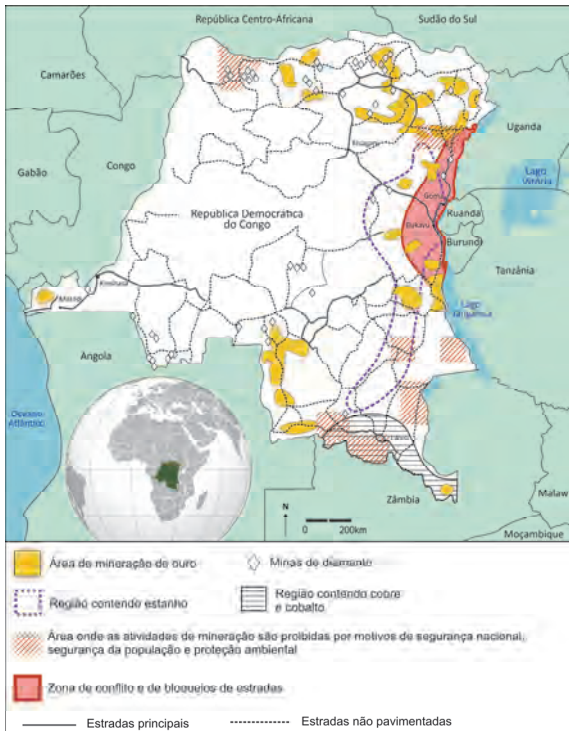 República Centro-Africana
Sudão do Sul
Camarões
Uganda
Gabão
Congo
Lago
Vitória
Goma
Republica Democrática
do Congo
Bukavu
Ruanda
Burundi
Tanzânia
Kinshasa
Lago
Angola
Oceano
Atlântico
Zâmbia
Malawi
Moçambique
N
0 200km
Área de mineração de ouro
Minas de diamante
Região contendo estanho
Região contendo cobre
e cobalto
Área onde as atividades de mineração são proibidas por motivos de segurança nacional,
segurança da população e proteção ambiental
Zona de conflito e de bloqueios de estradas
Estradas principais
Estradas não pavimentadas